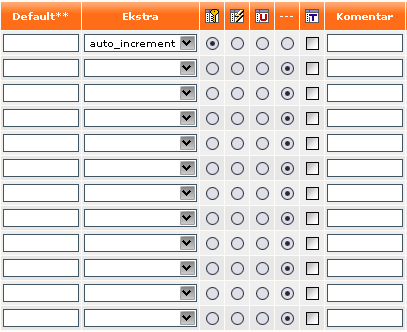 Default** Ekstra U --- T Komentar
auto_increment